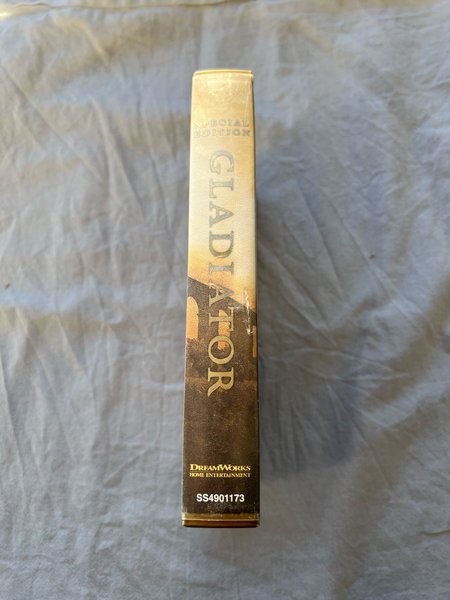 SPECIAL
EDITION
GLADIATOR
DREAMWORKS
HOME ENTERTAINMENT
SS4901173